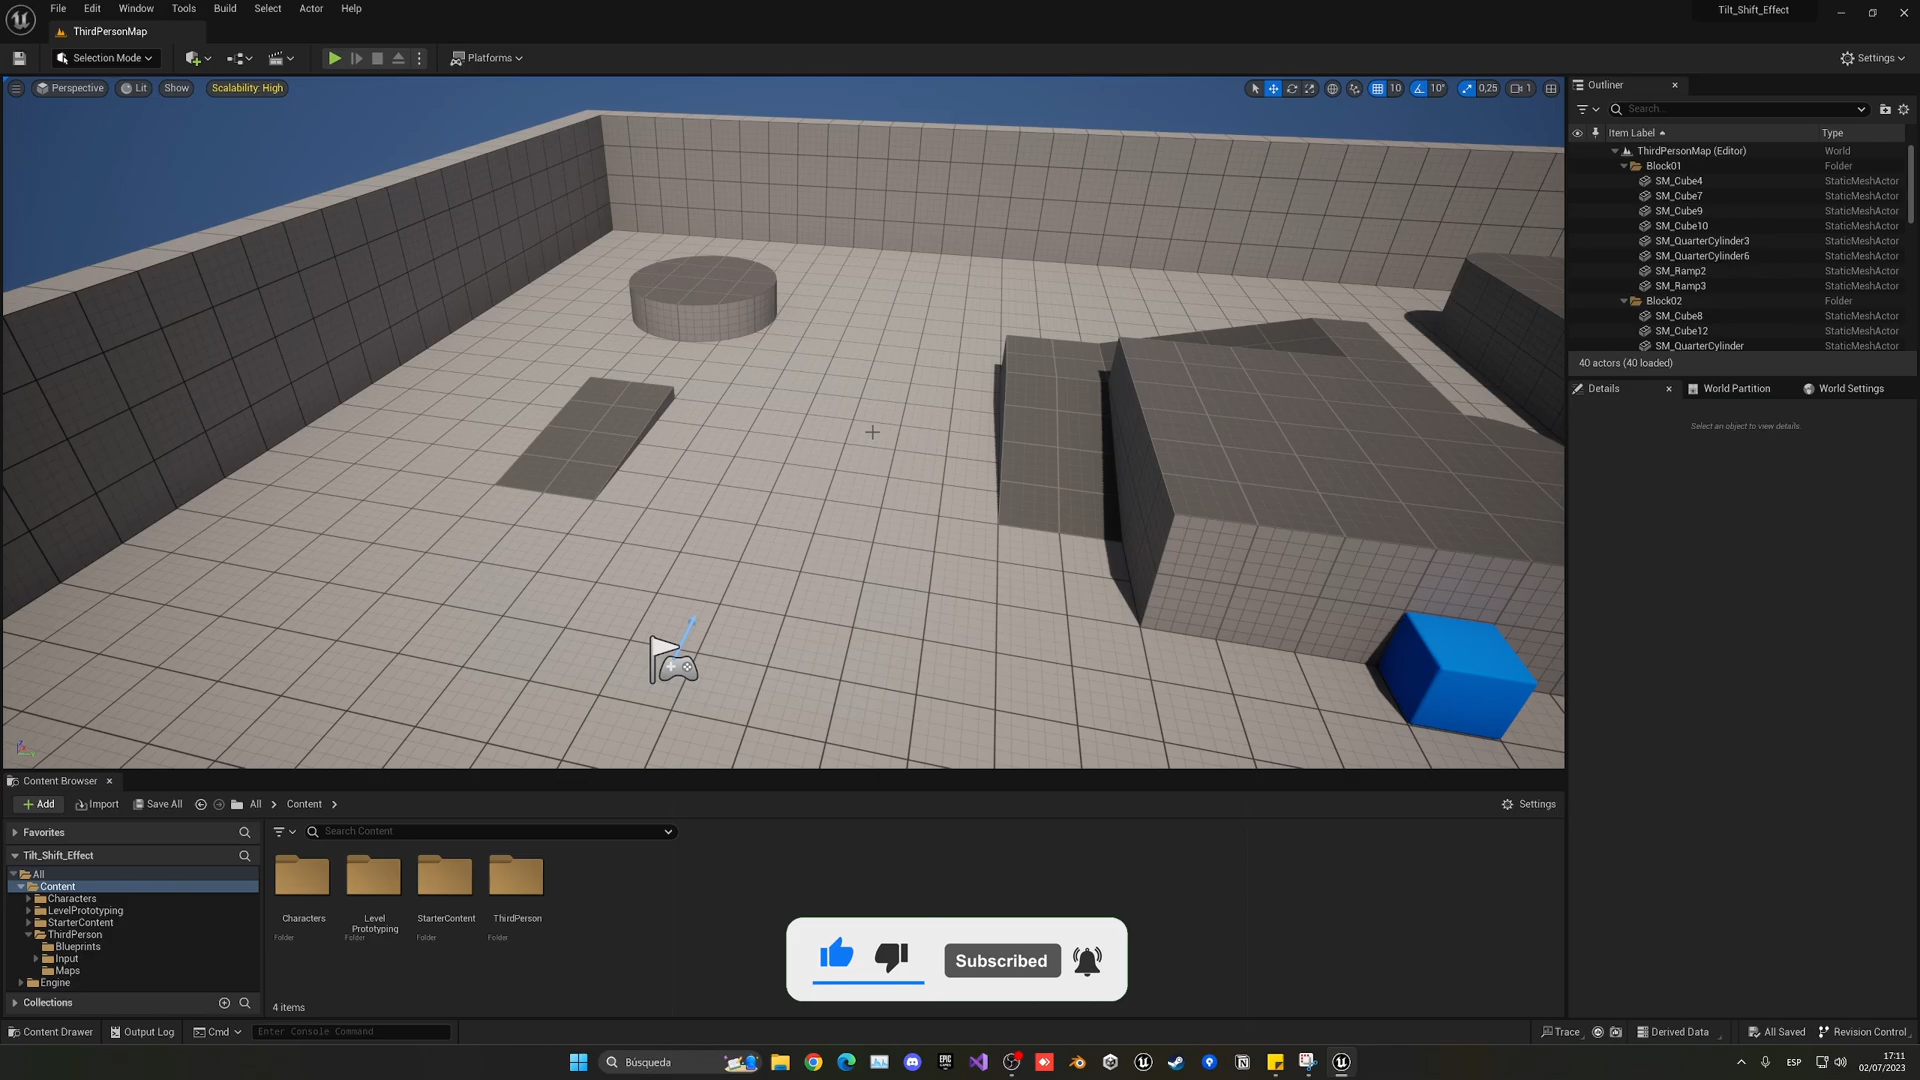 File Edit Window Tools Build Select Actor Help
Tilt_Shift_Effect
ThirdPersonMap
Selection Mode
Platforms
Settings
Perspective
Lit
Show
Scalability: High
10
10°
0,25
1
Outliner
Search...
Item Label
Type
ThirdPersonMap (Editor) World
Block01 Folder
SM_Cube4 StaticMeshActor
SM_Cube7 StaticMeshActor
SM_Cube9 StaticMeshActor
SM_Cube10 StaticMeshActor
SM_QuarterCylinder3 StaticMeshActor
SM_QuarterCylinder6 StaticMeshActor
SM_Ramp2 StaticMeshActor
SM_Ramp3 StaticMeshActor
Block02 Folder
SM_Cube8 StaticMeshActor
SM_Cube12 StaticMeshActor
SM_QuarterCylinder StaticMeshActor
40 actors (40 loaded)
Details
World Partition
World Settings
Select an object to view details.
Content Browser
Add
Import
Save All
All
Content
Settings
Favorites
Tilt_Shift_Effect
All
Content
Characters
LevelPrototyping
StarterContent
ThirdPerson
Blueprints
Input
Maps
Engine
Collections
Search Content
Characters
Folder
Level
Prototyping
Folder
StarterContent
Folder
ThirdPerson
Folder
4 items
Subscribed
Content Drawer
Output Log
Cmd
Enter Console Command
Trace
Derived Data
All Saved
Revision Control
Búsqueda
EPIC
GAMES
ESP
17:11
02/07/2023